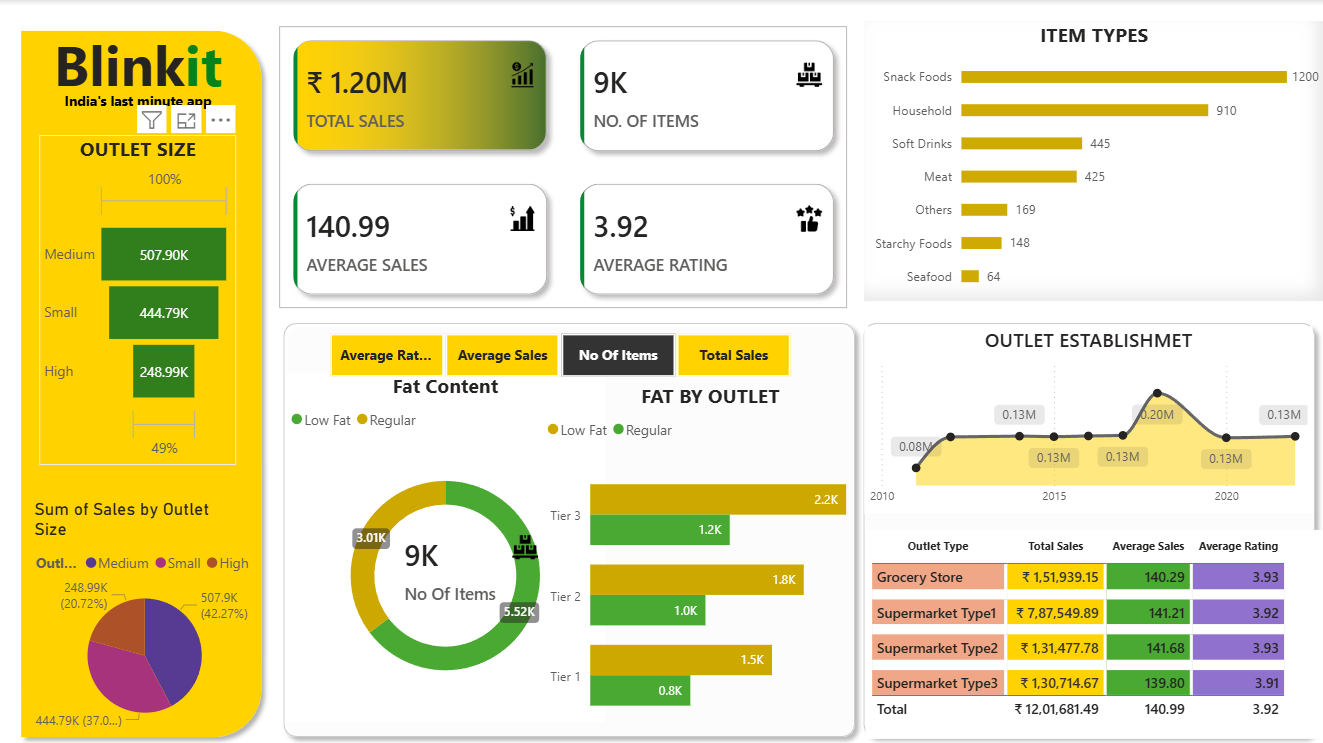 Blinkit
India's last minute app
OUTLET SIZE
100%
Medium 507.90K
Small 444.79K
High 248.99K
49%
Sum of Sales by Outlet
Size
Outl... Medium Small High
248.99K
(20.72%)
507.9K
(42.27%)
444.79K (37.0...)
₹ 1.20M
TOTAL SALES
9K
NO. OF ITEMS
140.99
AVERAGE SALES
3.92
AVERAGE RATING
ITEM TYPES
Snack Foods 1200
Household 910
Soft Drinks 445
Meat 425
Others 169
Starchy Foods 148
Seafood 64
Average Rat... Average Sales No Of Items Total Sales
Fat Content
Low Fat Regular
3.01K
9K
No Of Items
5.52K
FAT BY OUTLET
Low Fat Regular
Tier 3 2.2K
1.2K
Tier 2 1.8K
1.0K
Tier 1 1.5K
0.8K
OUTLET ESTABLISHMET
0.08M 0.13M 0.13M 0.13M 0.20M 0.13M 0.13M
2010 2015 2020
Outlet Type Total Sales Average Sales Average Rating
Grocery Store ₹ 1,51,939.15 140.29 3.93
Supermarket Type1 ₹ 7,87,549.89 141.21 3.92
Supermarket Type2 ₹ 1,31,477.78 141.68 3.93
Supermarket Type3 ₹ 1,30,714.67 139.80 3.91
Total ₹ 12,01,681.49 140.99 3.92